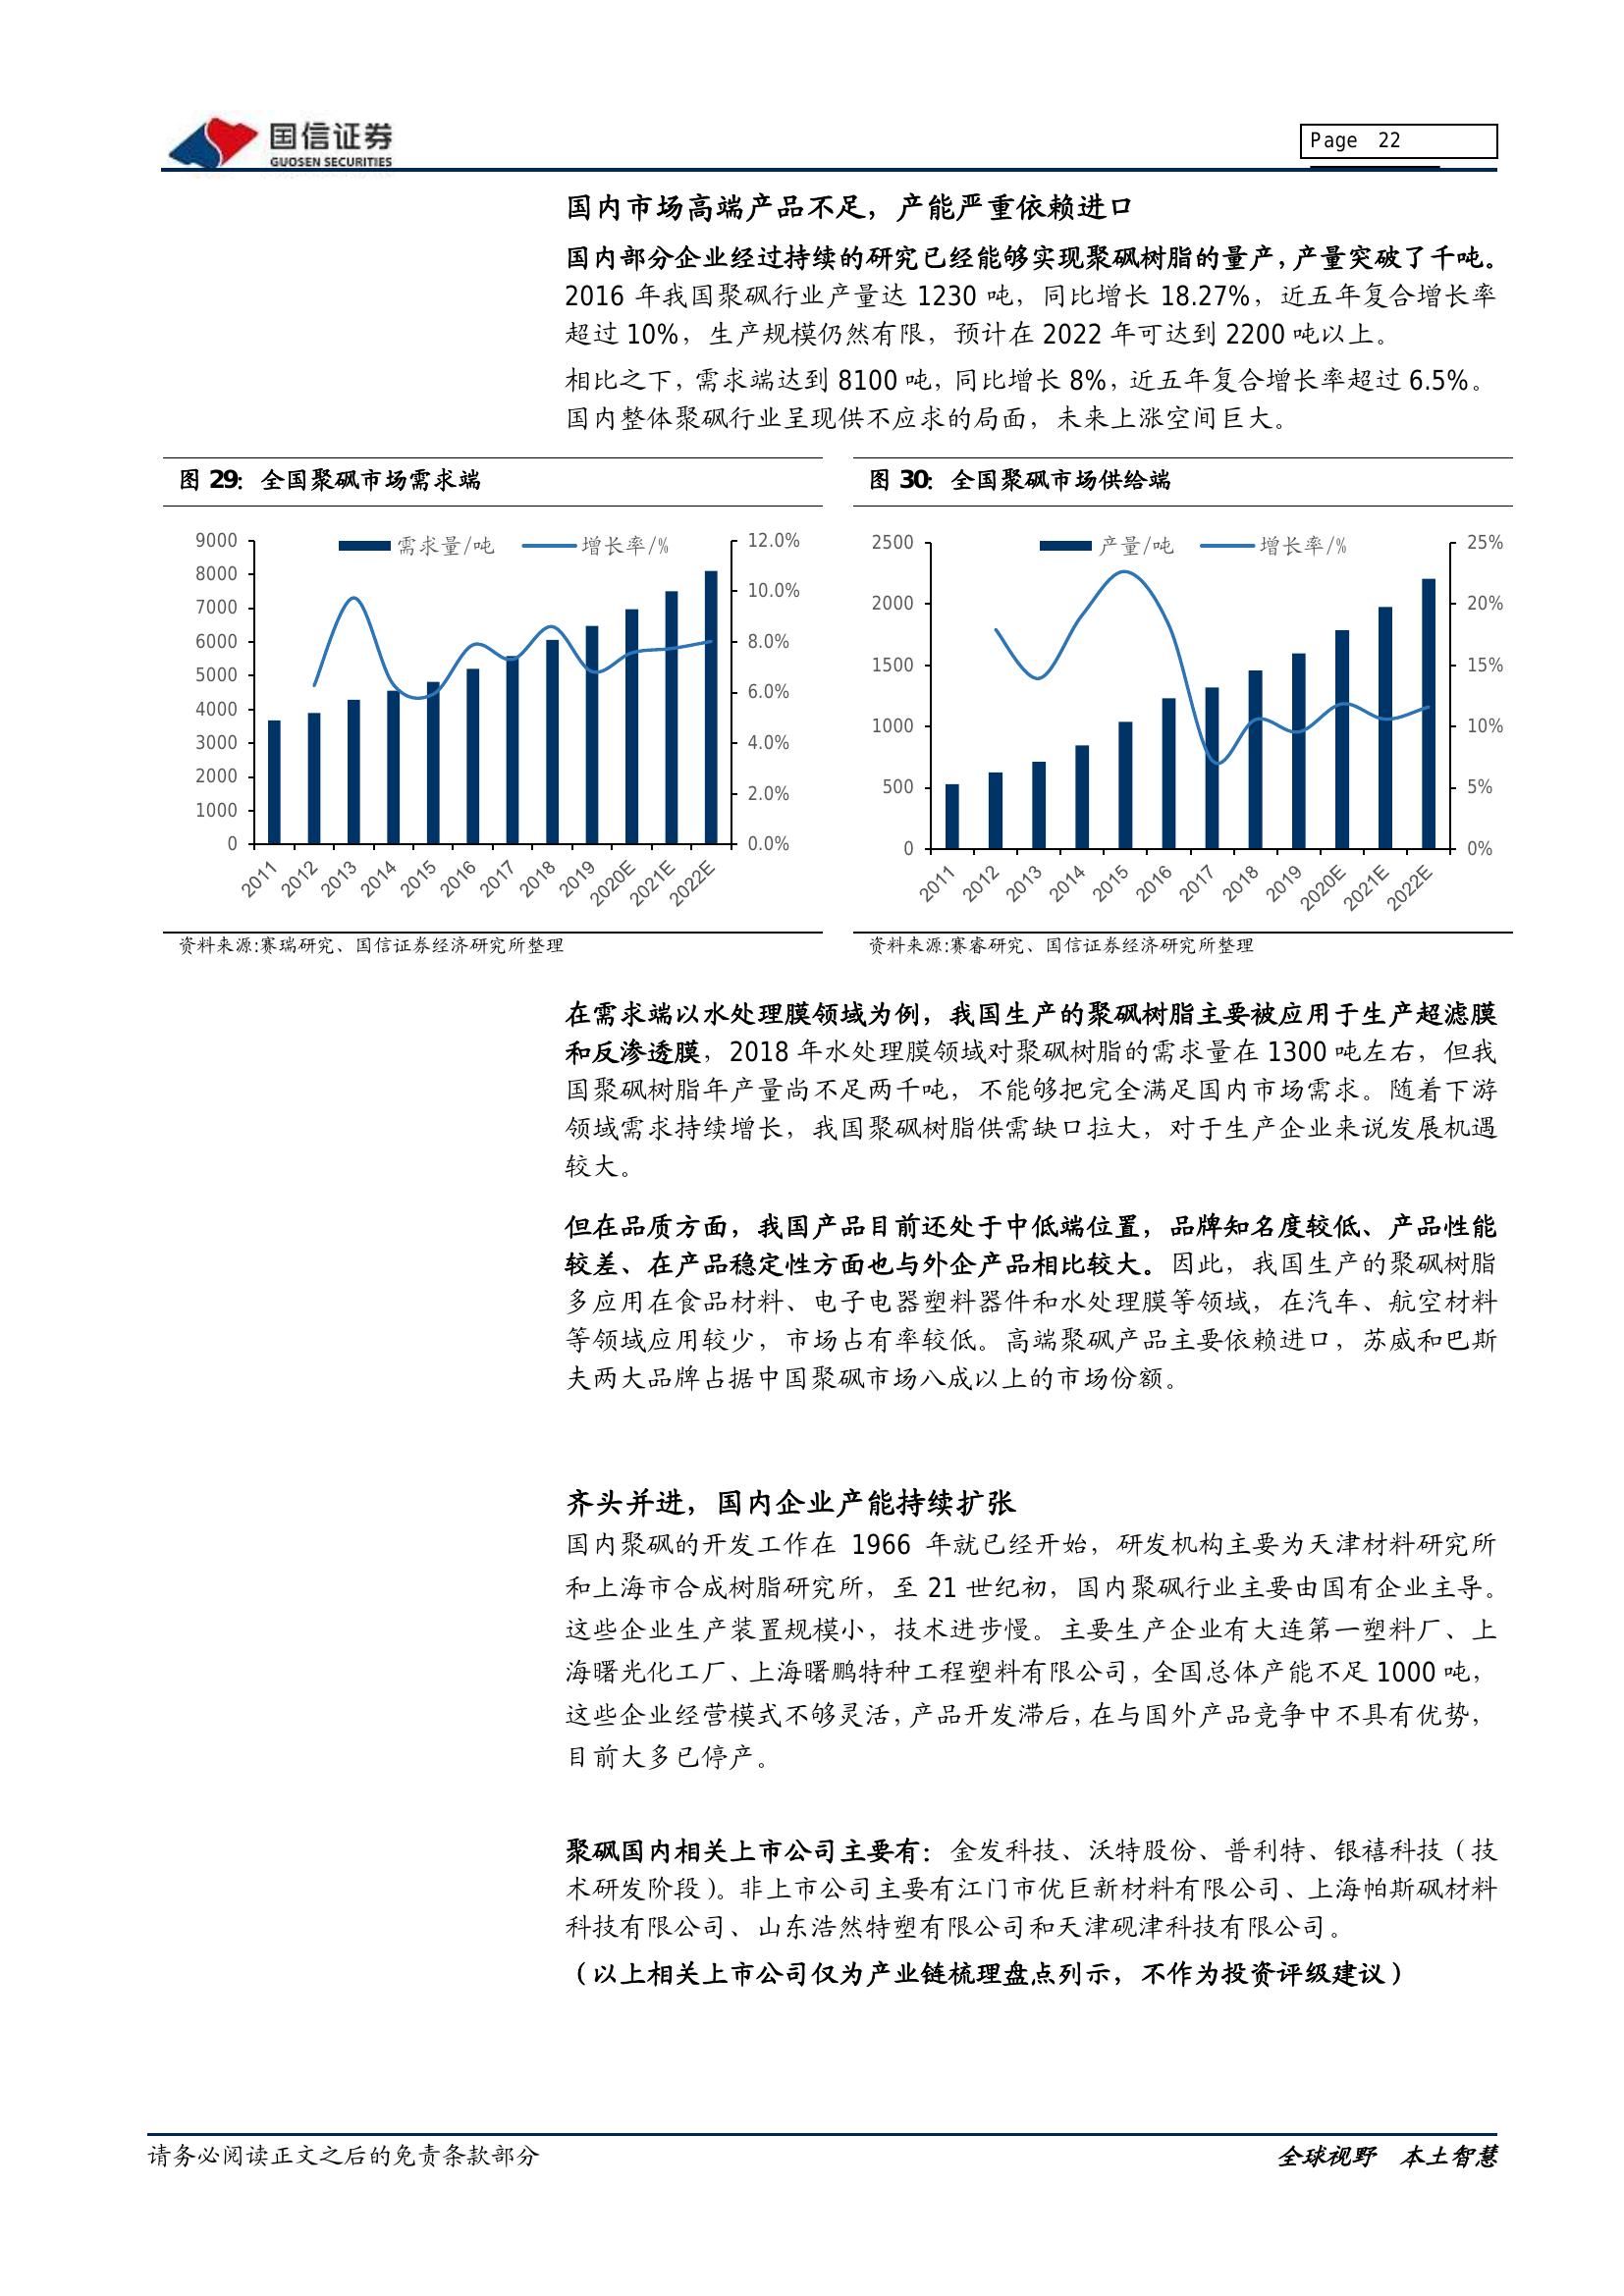 国信证券
GUOSEN SECURITIES
Page 22
国内市场高端产品不足，产能严重依赖进口
国内部分企业经过持续的研究已经能够实现聚砜树脂的量产，产量突破了千吨。
2016 年我国聚砜行业产量达 1230 吨，同比增长 18.27%，近五年复合增长率
超过 10%，生产规模仍然有限，预计在 2022 年可达到 2200 吨以上。
相比之下，需求端达到 8100 吨，同比增长 8%，近五年复合增长率超过 6.5%。
国内整体聚砜行业呈现供不应求的局面，未来上涨空间巨大。
图 29：全国聚砜市场需求端
需求量/吨 增长率/%
9000
8000
7000
6000
5000
4000
3000
2000
1000
0
12.0%
10.0%
8.0%
6.0%
4.0%
2.0%
0.0%
2011 2012 2013 2014 2015 2016 2017 2018 2019 2020E 2021E 2022E
资料来源:赛瑞研究、国信证券经济研究所整理
图 30：全国聚砜市场供给端
产量/吨 增长率/%
2500
2000
1500
1000
500
0
25%
20%
15%
10%
5%
0%
2011 2012 2013 2014 2015 2016 2017 2018 2019 2020E 2021E 2022E
资料来源:赛睿研究、国信证券经济研究所整理
在需求端以水处理膜领域为例，我国生产的聚砜树脂主要被应用于生产超滤膜
和反渗透膜，2018 年水处理膜领域对聚砜树脂的需求量在 1300 吨左右，但我
国聚砜树脂年产量尚不足两千吨，不能够把完全满足国内市场需求。随着下游
领域需求持续增长，我国聚砜树脂供需缺口拉大，对于生产企业来说发展机遇
较大。
但在品质方面，我国产品目前还处于中低端位置，品牌知名度较低、产品性能
较差、在产品稳定性方面也与外企产品相比较大。因此，我国生产的聚砜树脂
多应用在食品材料、电子电器塑料器件和水处理膜等领域，在汽车、航空材料
等领域应用较少，市场占有率较低。高端聚砜产品主要依赖进口，苏威和巴斯
夫两大品牌占据中国聚砜市场八成以上的市场份额。
齐头并进，国内企业产能持续扩张
国内聚砜的开发工作在 1966 年就已经开始，研发机构主要为天津材料研究所
和上海市合成树脂研究所，至 21 世纪初，国内聚砜行业主要由国有企业主导。
这些企业生产装置规模小，技术进步慢。主要生产企业有大连第一塑料厂、上
海曙光化工厂、上海曙鹏特种工程塑料有限公司，全国总体产能不足 1000 吨，
这些企业经营模式不够灵活，产品开发滞后，在与国外产品竞争中不具有优势，
目前大多已停产。
聚砜国内相关上市公司主要有：金发科技、沃特股份、普利特、银禧科技（技
术研发阶段）。非上市公司主要有江门市优巨新材料有限公司、上海帕斯砜材料
科技有限公司、山东浩然特塑有限公司和天津砚津科技有限公司。
（以上相关上市公司仅为产业链梳理盘点列示，不作为投资评级建议）
请务必阅读正文之后的免责条款部分
全球视野 本土智慧